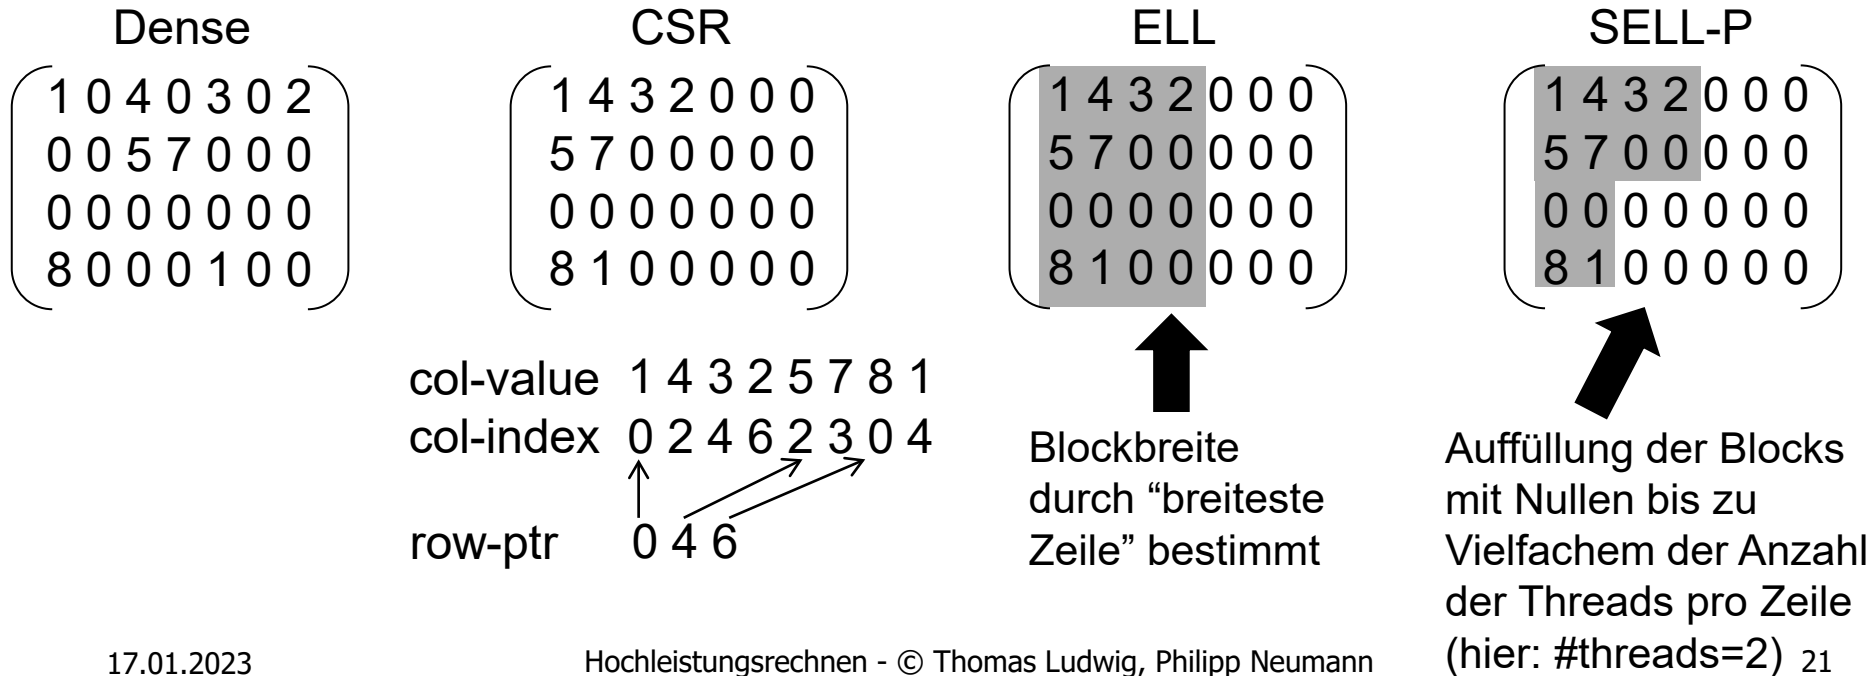 Dense
1 0 4 0 3 0 2
0 0 5 7 0 0 0
0 0 0 0 0 0 0
8 0 0 0 1 0 0
CSR
1 4 3 2 0 0 0
5 7 0 0 0 0 0
0 0 0 0 0 0 0
8 1 0 0 0 0 0
col-value 1 4 3 2 5 7 8 1
col-index 0 2 4 6 2 3 0 4
row-ptr 0 4 6
ELL
1 4 3 2 0 0 0
5 7 0 0 0 0 0
0 0 0 0 0 0 0
8 1 0 0 0 0 0
Blockbreite
durch “breiteste
Zeile” bestimmt
SELL-P
1 4 3 2 0 0 0
5 7 0 0 0 0 0
0 0 0 0 0 0 0
8 1 0 0 0 0 0
Auffüllung der Blocks
mit Nullen bis zu
Vielfachem der Anzahl
der Threads pro Zeile
(hier: #threads=2)
17.01.2023
Hochleistungsrechnen - © Thomas Ludwig, Philipp Neumann
21